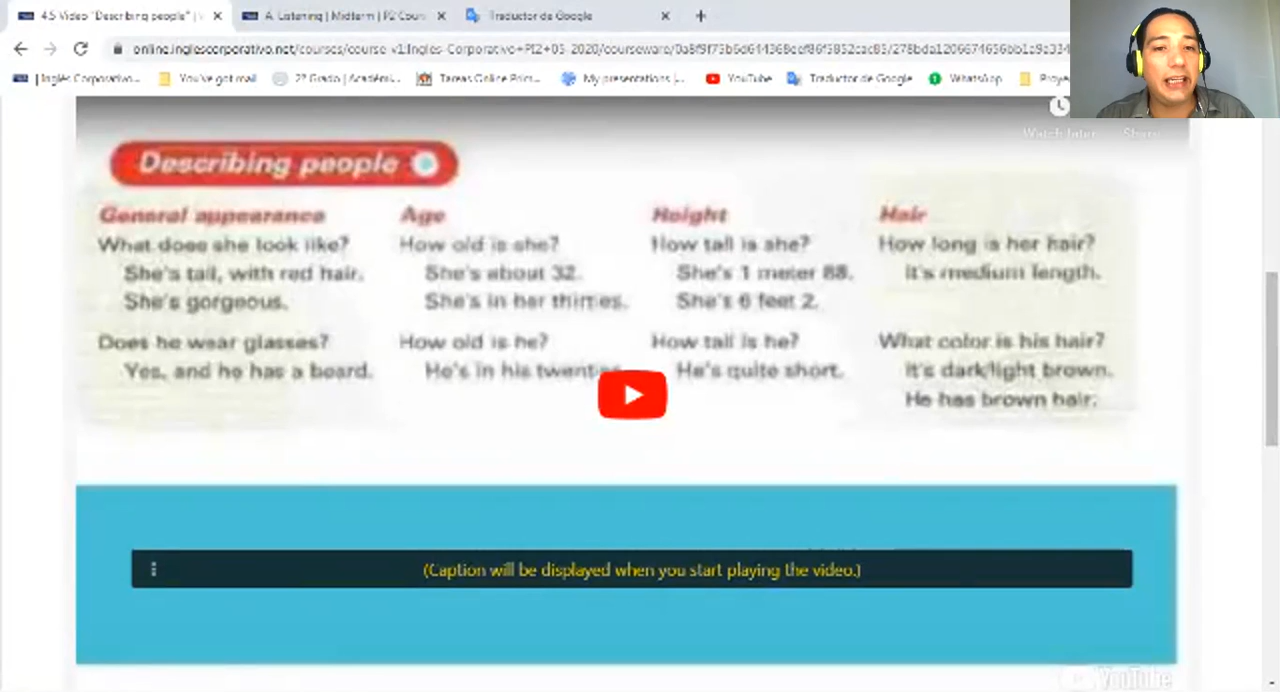 4.5 Video "Describing people" |
A. Listening | Midterm | P2 Cour
Traductor de Google
online.inglescorporativo.net/courses/course-v1:Ingles-Corporativo+PI2+05-2020/courseware/
| Inglés Corporativo...
You've got mail
2º Grado | Académi...
Tareas Online Prim...
My presentations |...
YouTube
Traductor de Google
WhatsApp
Proye
Watch later
Share
Describing people
General appearance
What does she look like?
She's tall, with red hair.
She's gorgeous.
Does he wear glasses?
Yes, and he has a beard.
Age
How old is she?
She's about 32.
She's in her thirties.
How old is he?
He's in his twenties
Height
How tall is she?
She's 1 meter 88.
She's 6 feet 2.
How tall is he?
He's quite short.
Hair
How long is her hair?
It's medium length.
What color is his hair?
It's dark/light brown.
He has brown hair.
(Caption will be displayed when you start playing the video.)
YouTube